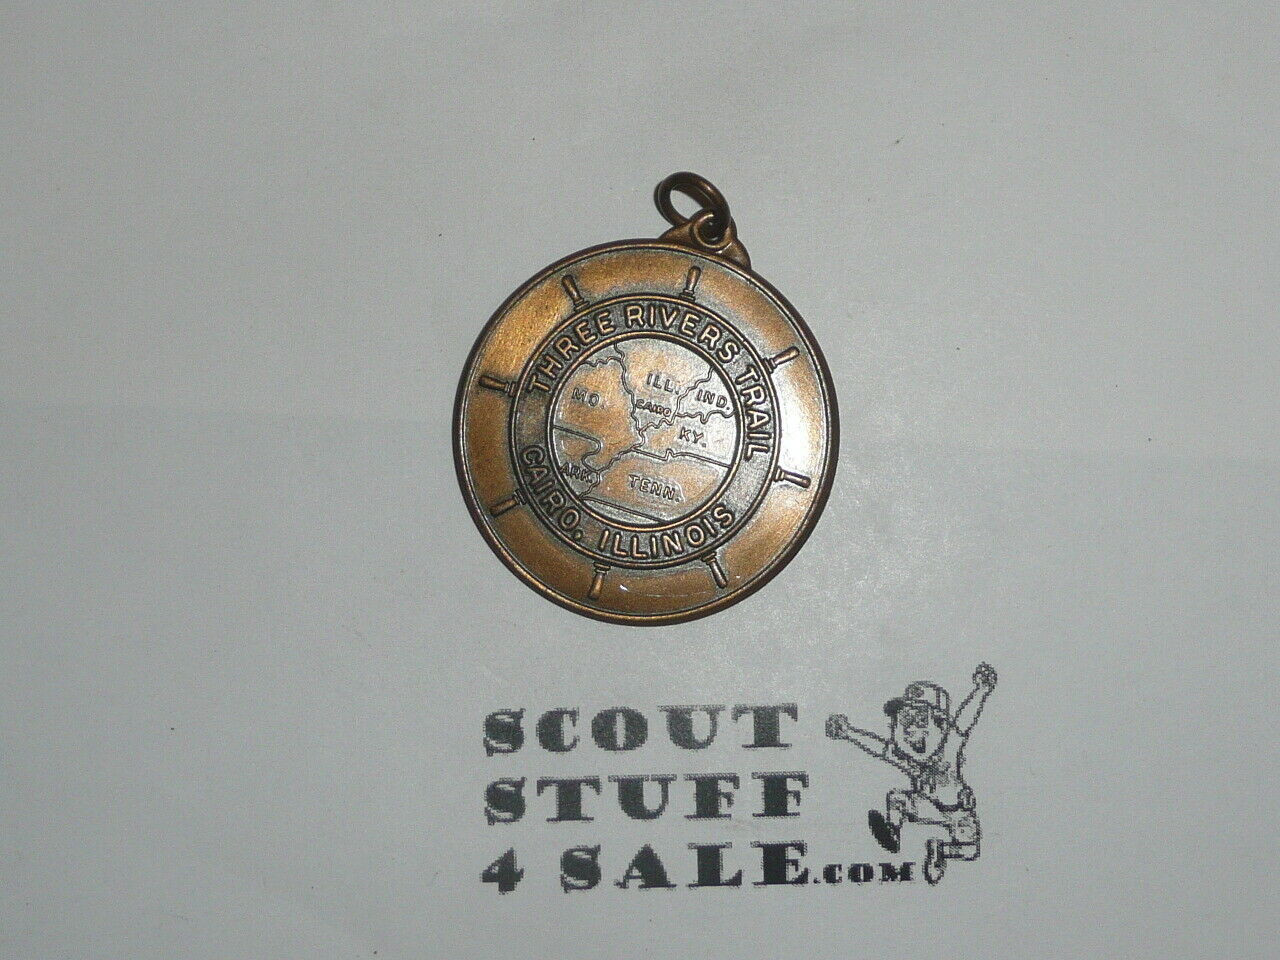 THREE RIVERS TRAIL
ILL.
IND.
MO.
CAIRO
KY.
ARK.
TENN.
CAIRO, ILLINOIS
SCOUT
STUFF
4 SALE.COM